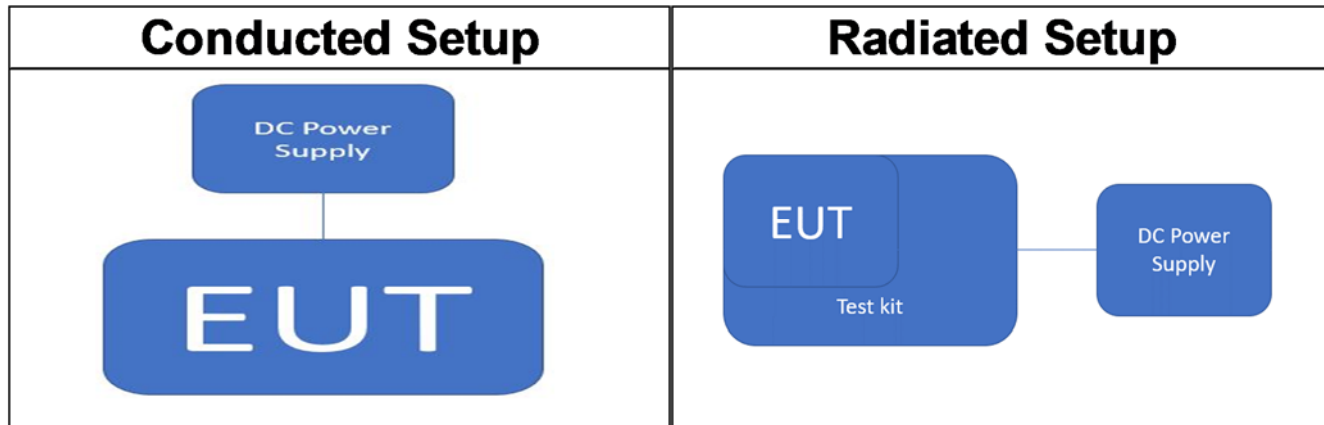 Conducted Setup
Radiated Setup
DC Power
Supply
EUT
EUT
Test kit
DC Power
Supply